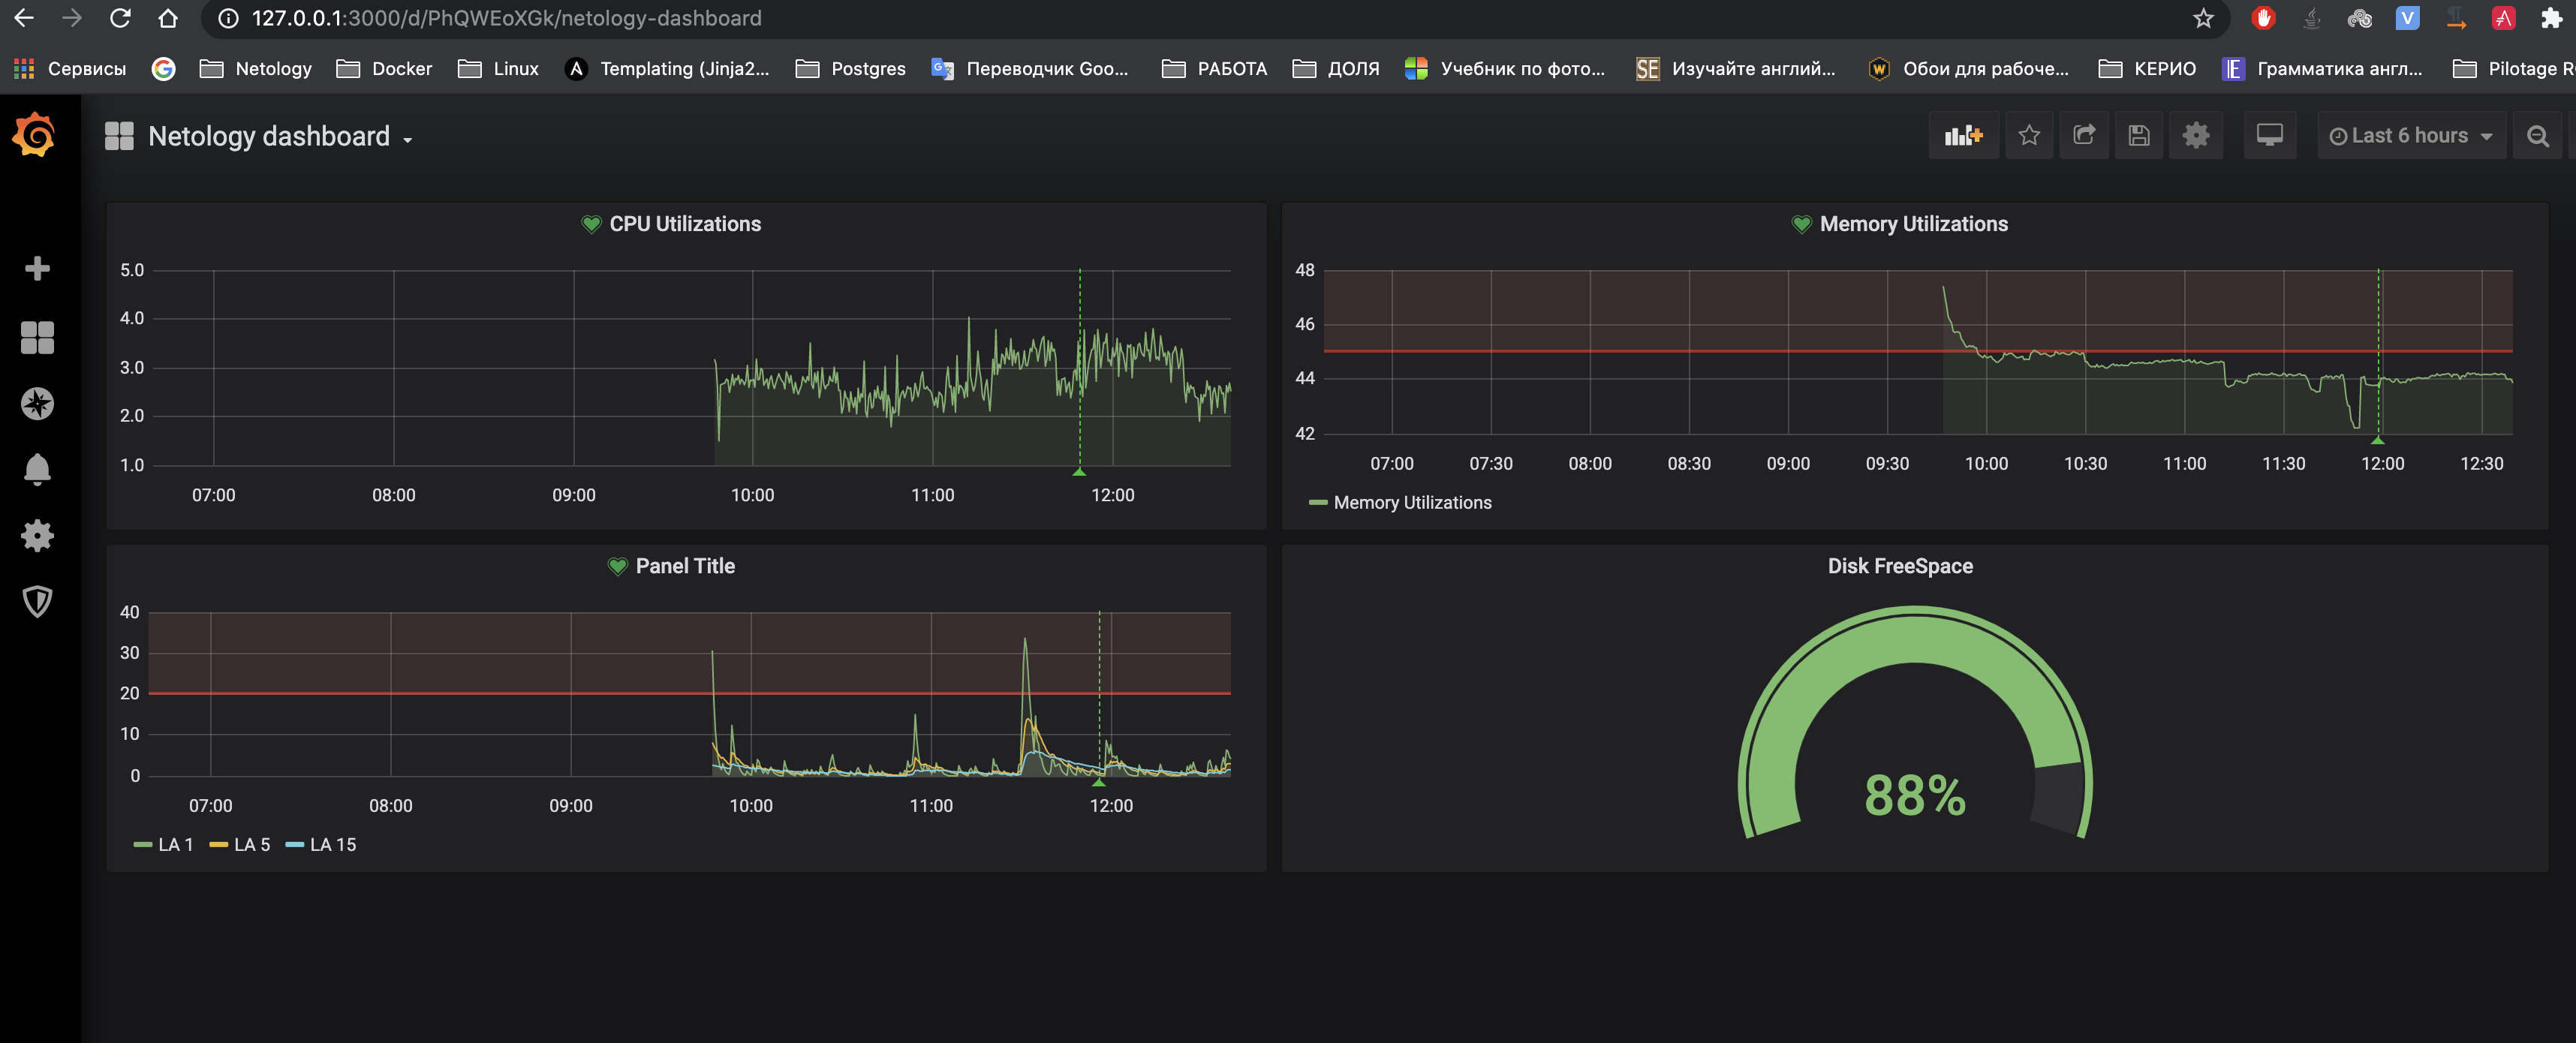 127.0.0.1:3000/d/PhQWEoXGk/netology-dashboard
Сервисы Netology Docker Linux Templating (Jinja2... Postgres Переводчик Goo... РАБОТА ДОЛЯ Учебник по фото... SE Изучайте англий... Обои для рабоче... КЕРИО Грамматика англ... Pilotage R
Netology dashboard
Last 6 hours
CPU Utilizations
5.0
4.0
3.0
2.0
1.0
07:00 08:00 09:00 10:00 11:00 12:00
Memory Utilizations
48
46
44
42
07:00 07:30 08:00 08:30 09:00 09:30 10:00 10:30 11:00 11:30 12:00 12:30
Memory Utilizations
Panel Title
40
30
20
10
0
07:00 08:00 09:00 10:00 11:00 12:00
LA 1 LA 5 LA 15
Disk FreeSpace
88%